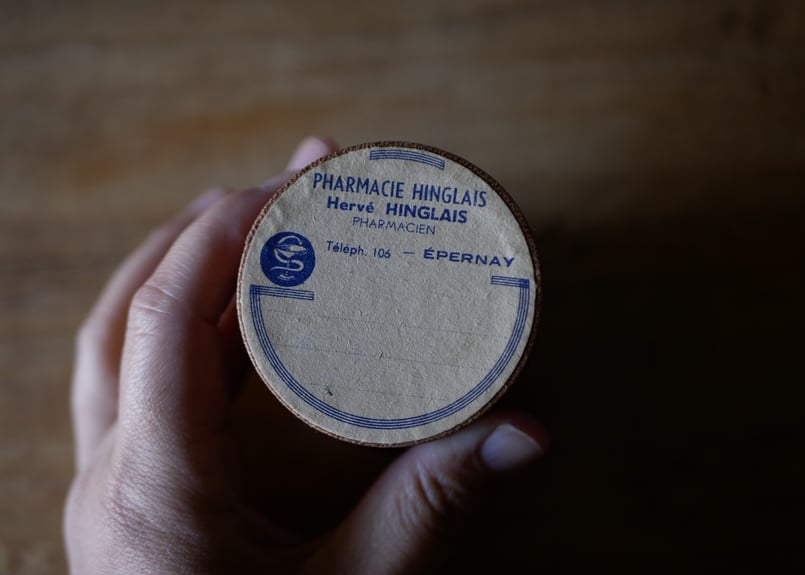 PHARMACIE HINGLAIS
Hervé HINGLAIS
PHARMACIEN
Téléph. 106 — ÉPERNAY